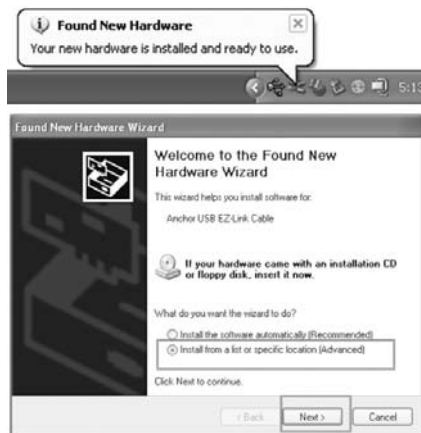 Found New Hardware
Your new hardware is installed and ready to use.
5:13
Found New Hardware Wizard
Welcome to the Found New
Hardware Wizard
This wizard helps you install software for:
Anchor USB EZ-Link Cable
If your hardware came with an installation CD
or floppy disk, insert it now.
What do you want the wizard to do?
Install the software automatically (Recommended)
Install from a list or specific location (Advanced)
Click Next to continue.
< Back
Next >
Cancel